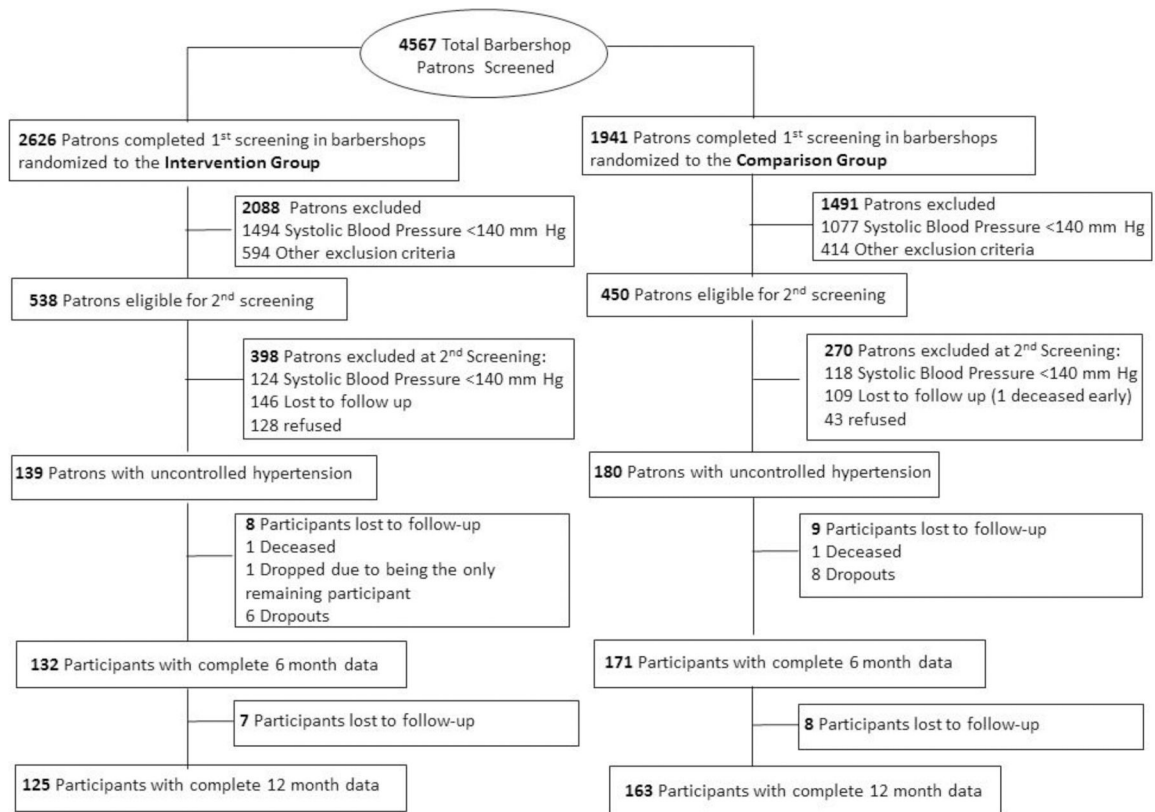 4567 Total Barbershop
Patrons Screened
2626 Patrons completed 1st screening in barbershops
randomized to the Intervention Group
1941 Patrons completed 1st screening in barbershops
randomized to the Comparison Group
2088 Patrons excluded
1494 Systolic Blood Pressure <140 mm Hg
594 Other exclusion criteria
1491 Patrons excluded
1077 Systolic Blood Pressure <140 mm Hg
414 Other exclusion criteria
538 Patrons eligible for 2nd screening
450 Patrons eligible for 2nd screening
398 Patrons excluded at 2nd Screening:
124 Systolic Blood Pressure <140 mm Hg
146 Lost to follow up
128 refused
270 Patrons excluded at 2nd Screening:
118 Systolic Blood Pressure <140 mm Hg
109 Lost to follow up (1 deceased early)
43 refused
139 Patrons with uncontrolled hypertension
180 Patrons with uncontrolled hypertension
8 Participants lost to follow-up
1 Deceased
1 Dropped due to being the only
remaining participant
6 Dropouts
9 Participants lost to follow-up
1 Deceased
8 Dropouts
132 Participants with complete 6 month data
171 Participants with complete 6 month data
7 Participants lost to follow-up
8 Participants lost to follow-up
125 Participants with complete 12 month data
163 Participants with complete 12 month data